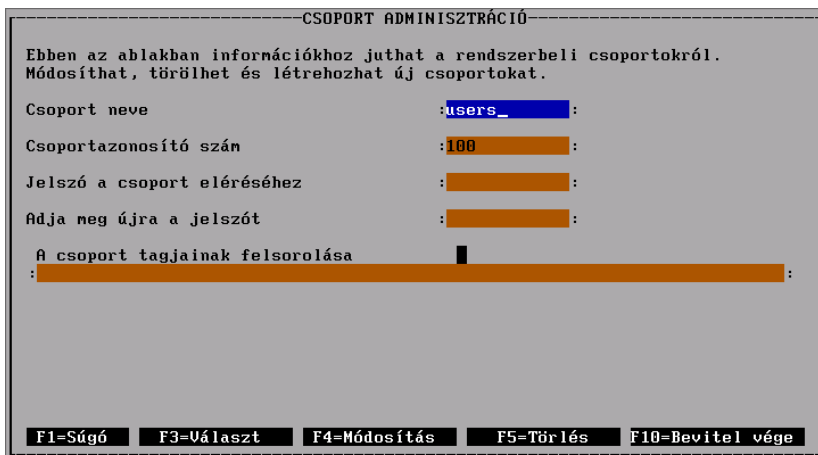 CSOPORT ADMINISZTRÁCIÓ
Ebben az ablakban információkhoz juthat a rendszerbeli csoportokról.
Módosíthat, törölhet és létrehozhat új csoportokat.
Csoport neve :users_ :
Csoportazonosító szám :100 :
Jelszó a csoport eléréséhez : :
Adja meg újra a jelszót : :
A csoport tagjainak felsorolása
: :
F1=Súgó F3=Választ F4=Módosítás F5=Törlés F10=Bevitel vége